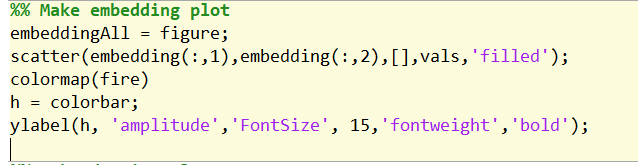 %% Make embedding plot
embeddingAll = figure;
scatter(embedding(:,1),embedding(:,2),[],vals,'filled');
colormap(fire)
h = colorbar;
ylabel(h, 'amplitude','FontSize', 15,'fontweight','bold');